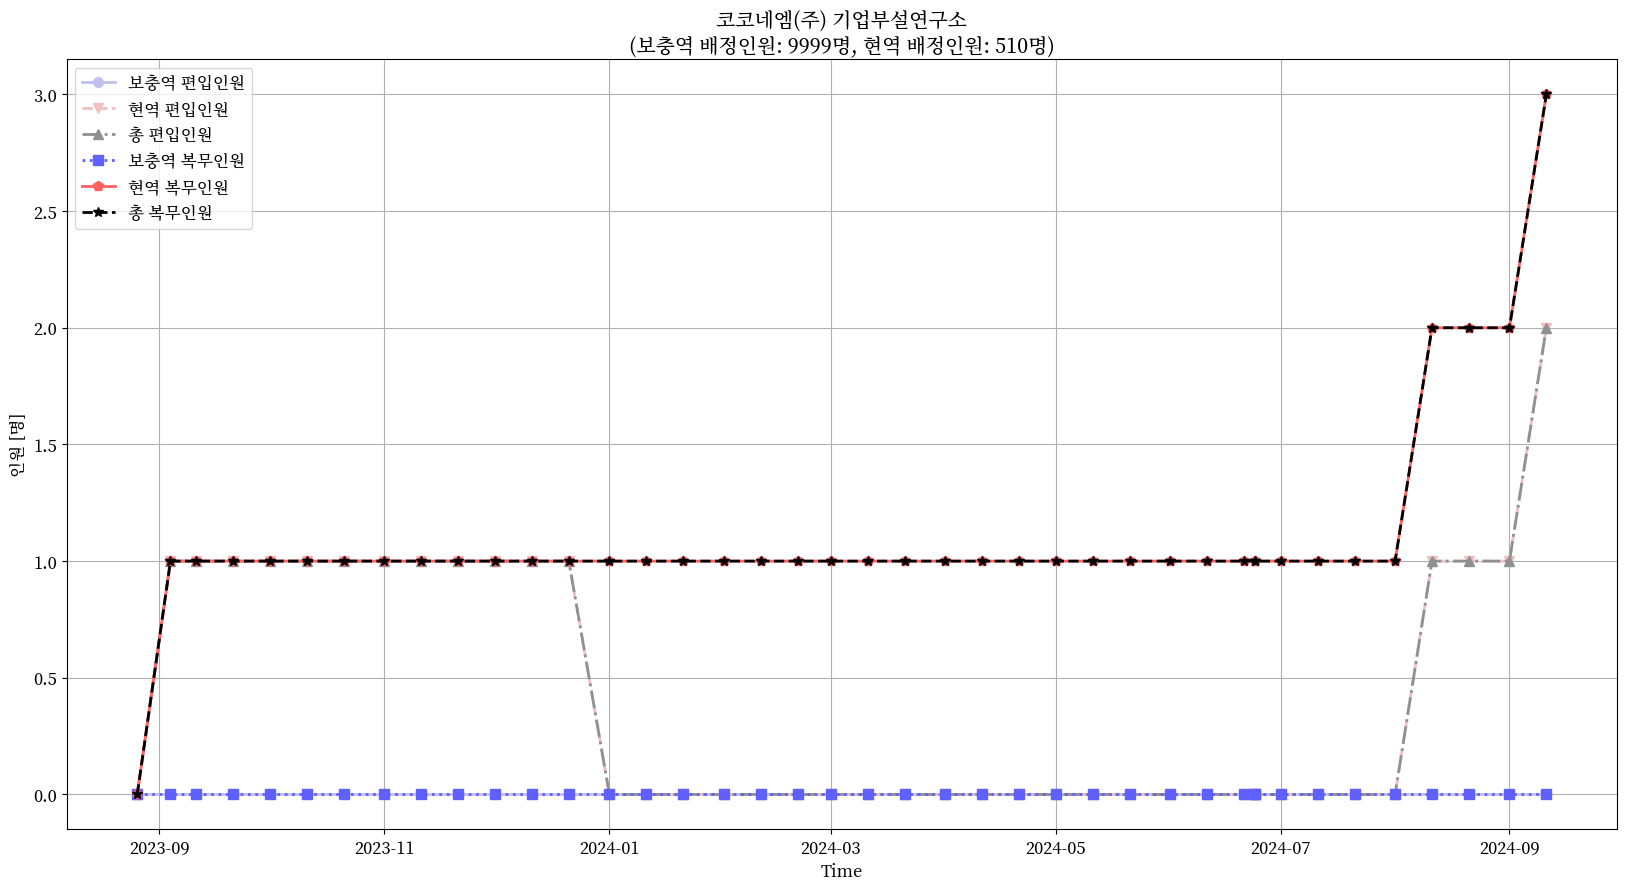 코코네엠(주) 기업부설연구소
(보충역 배정인원: 9999명, 현역 배정인원: 510명)
보충역 편입인원
현역 편입인원
총 편입인원
보충역 복무인원
현역 복무인원
총 복무인원
3.0
2.5
2.0
1.5
1.0
0.5
0.0
인원 [명]
2023-09
2023-11
2024-01
2024-03
2024-05
2024-07
2024-09
Time